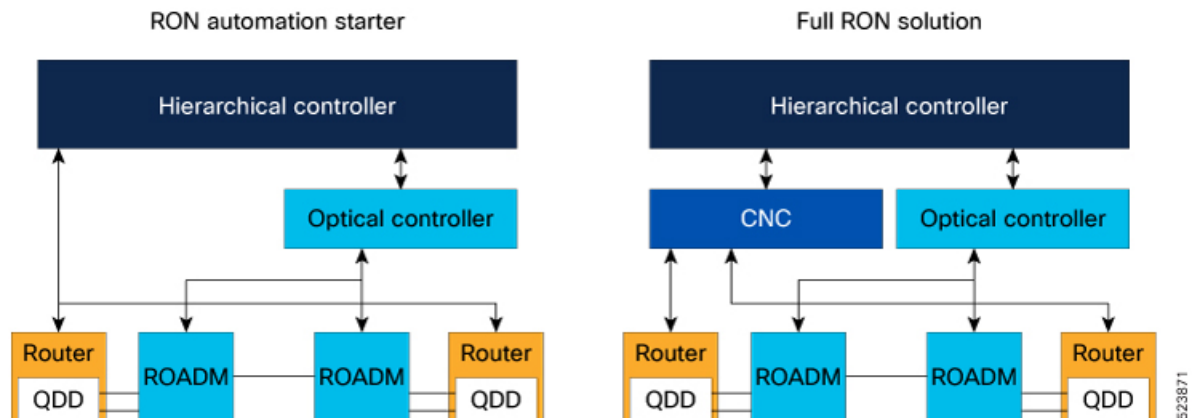 RON automation starter
Full RON solution
Hierarchical controller
Hierarchical controller
Optical controller
CNC
Optical controller
Router
QDD
ROADM
ROADM
Router
QDD
Router
QDD
ROADM
ROADM
Router
QDD
523871